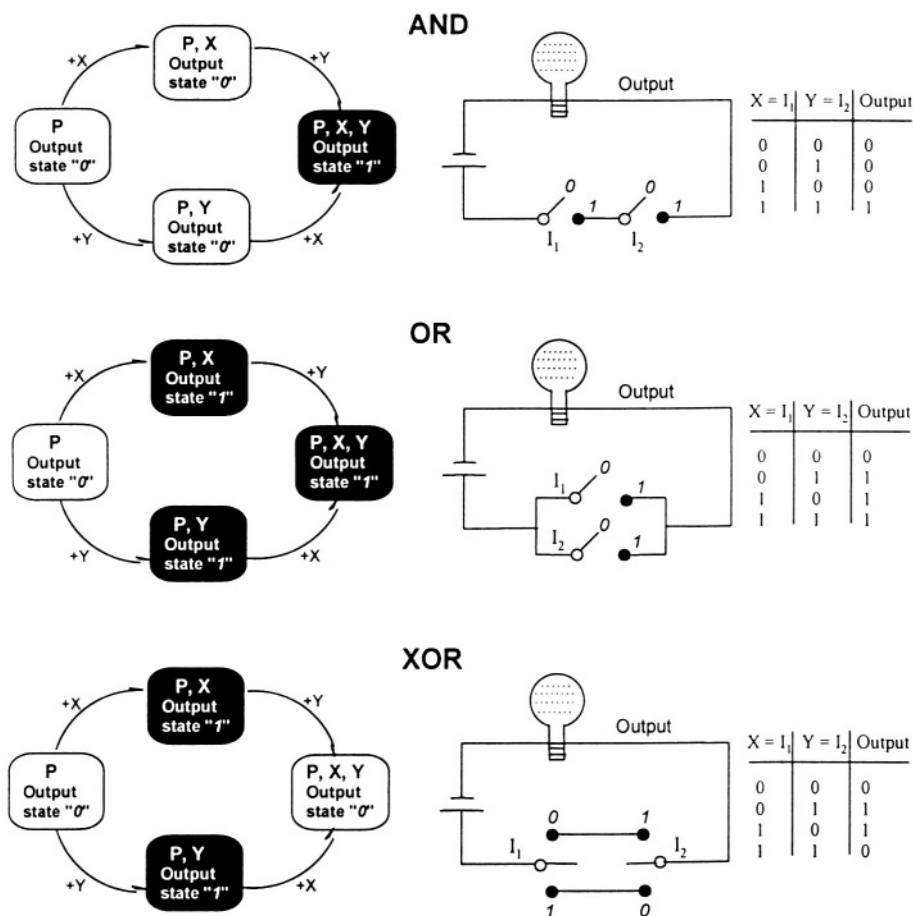 AND
P, X
Output
state "0"
+X
+Y
P
Output
state "0"
P, X, Y
Output
state "1"
P, Y
Output
state "0"
+Y
+X
Output
0
0
1
1
I₁
I₂
X = I₁ Y = I₂ Output
0 0 0
0 1 0
1 0 0
1 1 1
OR
P, X
Output
state "1"
+X
+Y
P
Output
state "0"
P, X, Y
Output
state "1"
P, Y
Output
state "1"
+Y
+X
Output
I₁
0
1
I₂
0
1
X = I₁ Y = I₂ Output
0 0 0
0 1 1
1 0 1
1 1 1
XOR
P, X
Output
state "1"
+X
+Y
P
Output
state "0"
P, X, Y
Output
state "0"
P, Y
Output
state "1"
+Y
+X
Output
0 1
I₁ I₂
1 0
X = I₁ Y = I₂ Output
0 0 0
0 1 1
1 0 1
1 1 0